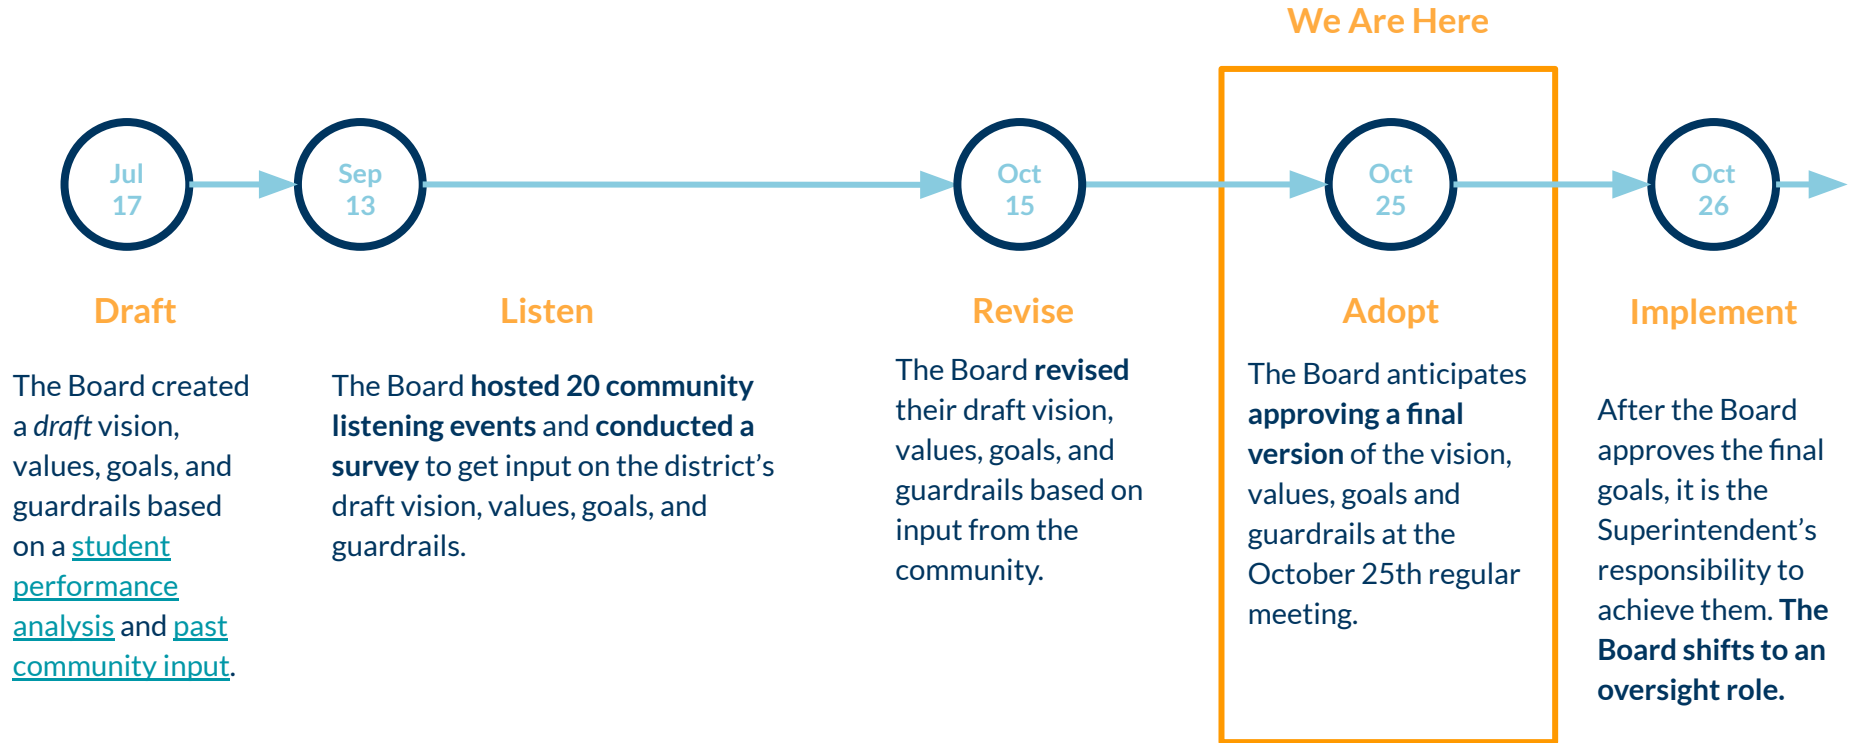 We Are Here
Jul
17
Sep
13
Oct
15
Oct
25
Oct
26
Draft
The Board created
a draft vision,
values, goals, and
guardrails based
on a student
performance
analysis and past
community input.
Listen
The Board hosted 20 community
listening events and conducted a
survey to get input on the district’s
draft vision, values, goals, and
guardrails.
Revise
The Board revised
their draft vision,
values, goals, and
guardrails based on
input from the
community.
Adopt
The Board anticipates
approving a final
version of the vision,
values, goals and
guardrails at the
October 25th regular
meeting.
Implement
After the Board
approves the final
goals, it is the
Superintendent’s
responsibility to
achieve them. The
Board shifts to an
oversight role.